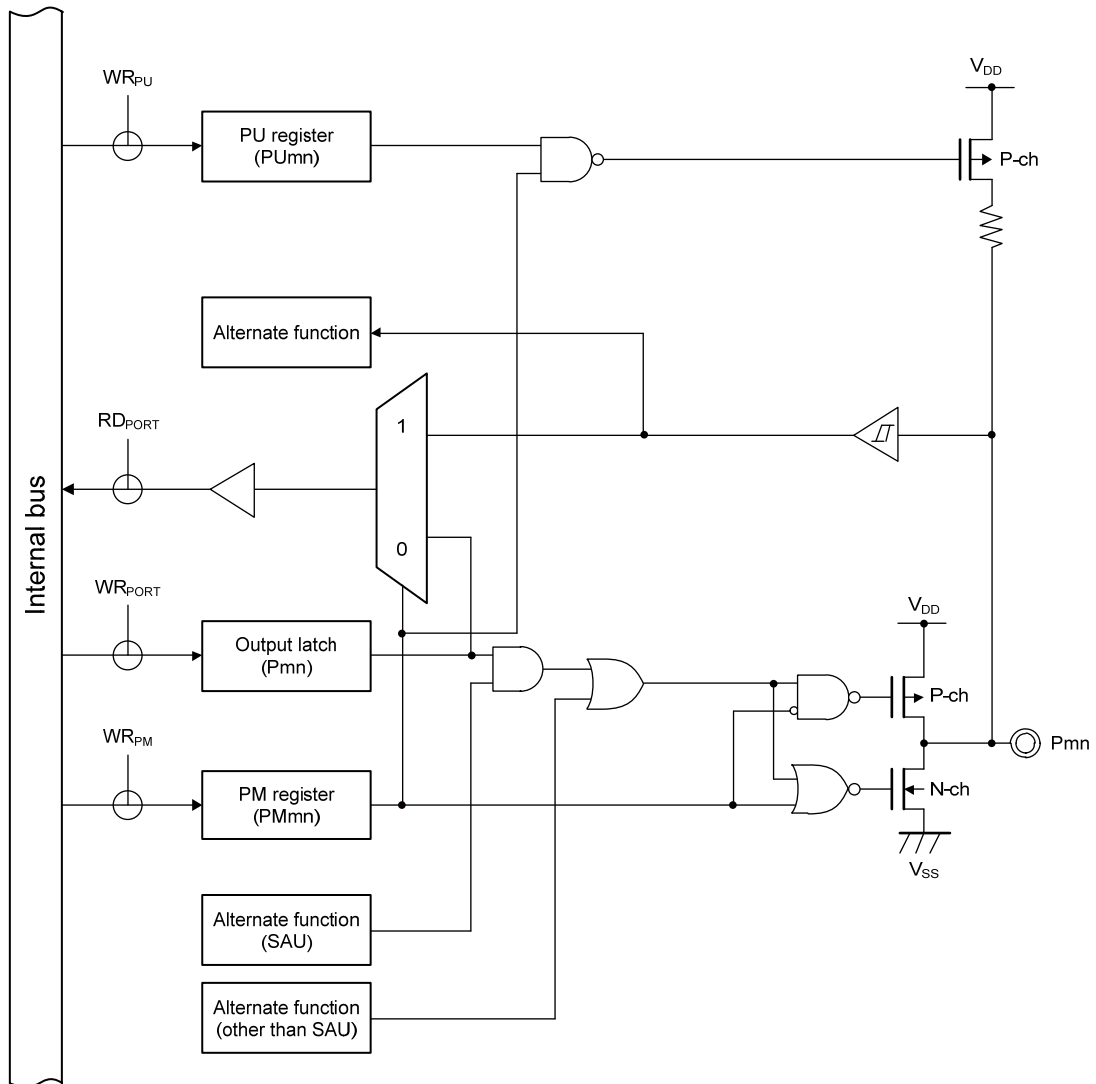 WRPU
VDD
PU register
(PUmn)
P-ch
Alternate function
RDPORT
1
0
Internal bus
WRPORT
Output latch
(Pmn)
VDD
P-ch
Pmn
WRPM
PM register
(PMmn)
N-ch
VSS
Alternate function
(SAU)
Alternate function
(other than SAU)